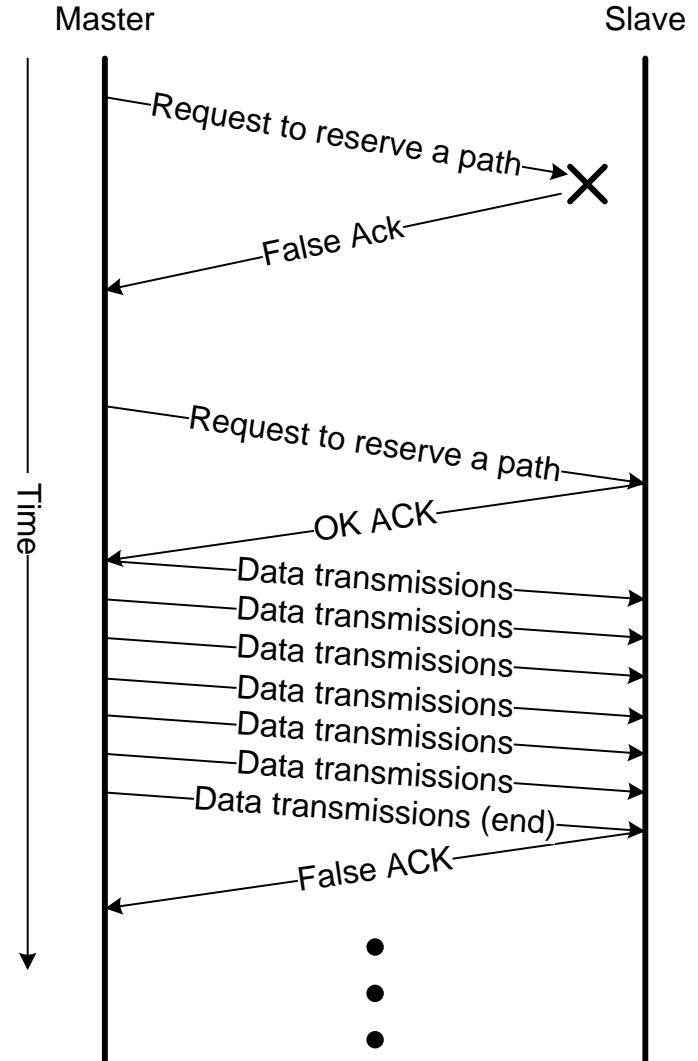 Master
Slave
Request to reserve a path
False Ack
Request to reserve a path
Time
OK ACK
Data transmissions
Data transmissions
Data transmissions
Data transmissions
Data transmissions
Data transmissions
Data transmissions (end)
False ACK